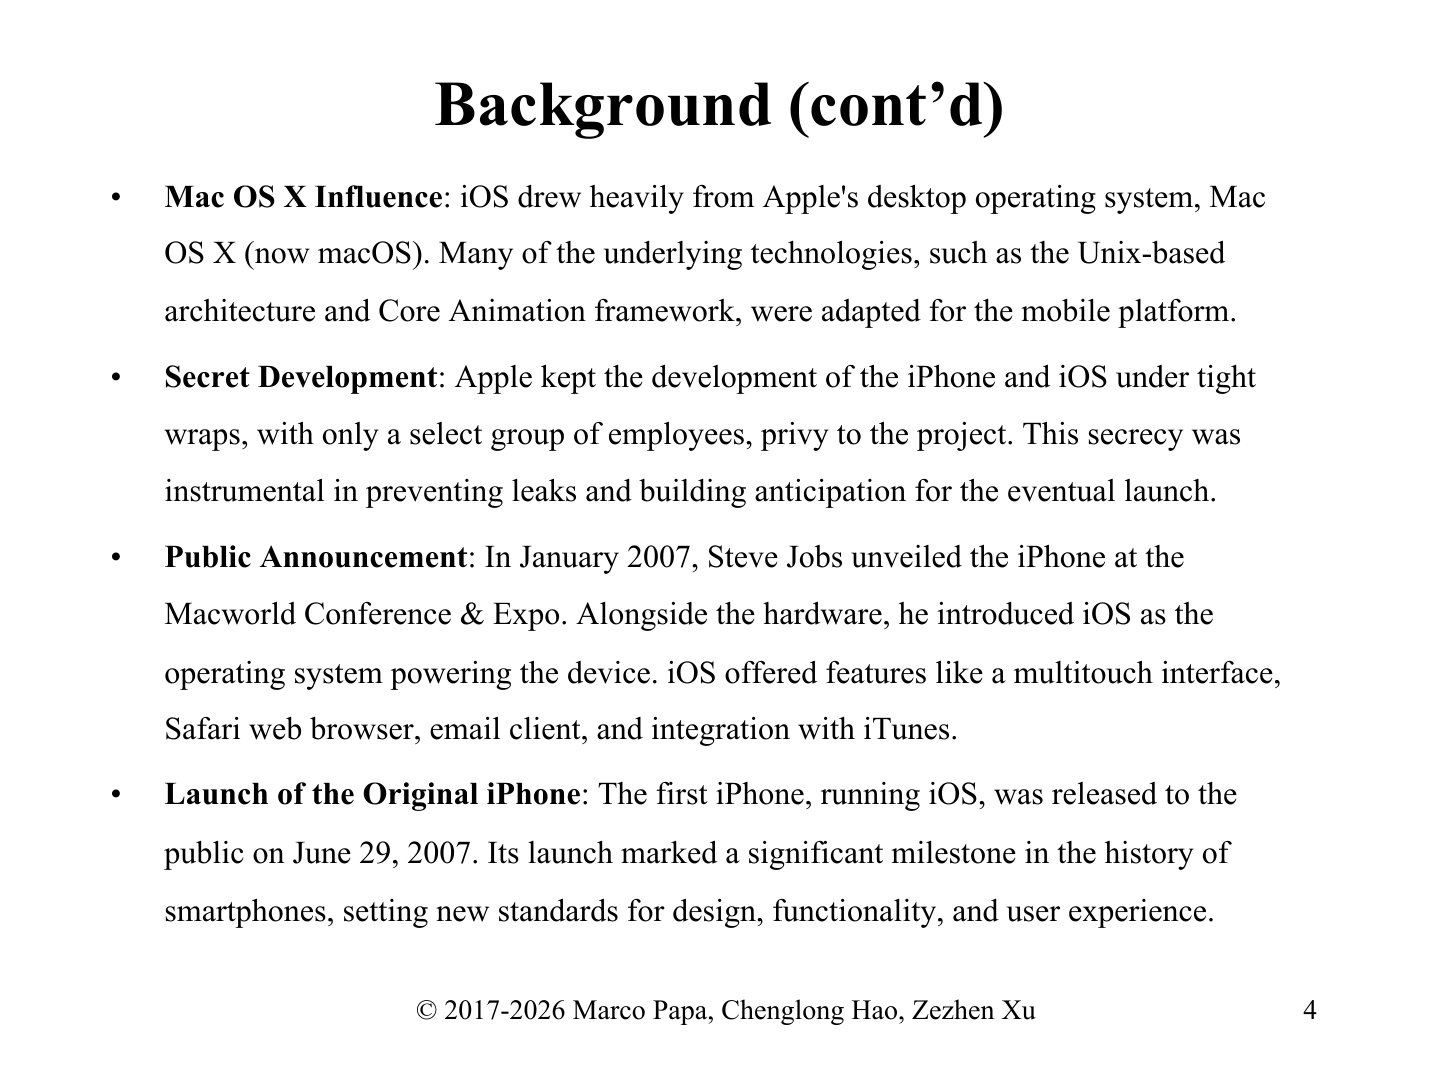 Background (cont’d)
• Mac OS X Influence: iOS drew heavily from Apple's desktop operating system, Mac
OS X (now macOS). Many of the underlying technologies, such as the Unix-based
architecture and Core Animation framework, were adapted for the mobile platform.
• Secret Development: Apple kept the development of the iPhone and iOS under tight
wraps, with only a select group of employees, privy to the project. This secrecy was
instrumental in preventing leaks and building anticipation for the eventual launch.
• Public Announcement: In January 2007, Steve Jobs unveiled the iPhone at the
Macworld Conference & Expo. Alongside the hardware, he introduced iOS as the
operating system powering the device. iOS offered features like a multitouch interface,
Safari web browser, email client, and integration with iTunes.
• Launch of the Original iPhone: The first iPhone, running iOS, was released to the
public on June 29, 2007. Its launch marked a significant milestone in the history of
smartphones, setting new standards for design, functionality, and user experience.
© 2017-2026 Marco Papa, Chenglong Hao, Zezhen Xu
4